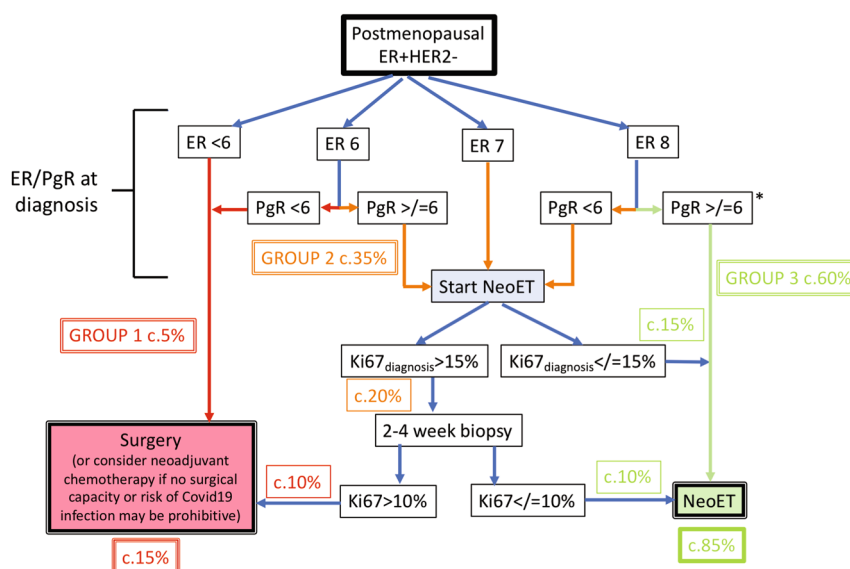 Postmenopausal
ER+HER2-
ER/PgR at
diagnosis
ER <6
ER 6
ER 7
ER 8
PgR <6
PgR >/=6
PgR <6
PgR >/=6
*
GROUP 2 c.35%
Start NeoET
GROUP 3 c.60%
GROUP 1 c.5%
c.15%
Ki67diagnosis>15%
Ki67diagnosis</=15%
c.20%
2-4 week biopsy
Surgery
(or consider neoadjuvant
chemotherapy if no surgical
capacity or risk of Covid19
infection may be prohibitive)
c.10%
Ki67>10%
Ki67</=10%
c.10%
NeoET
c.15%
c.85%